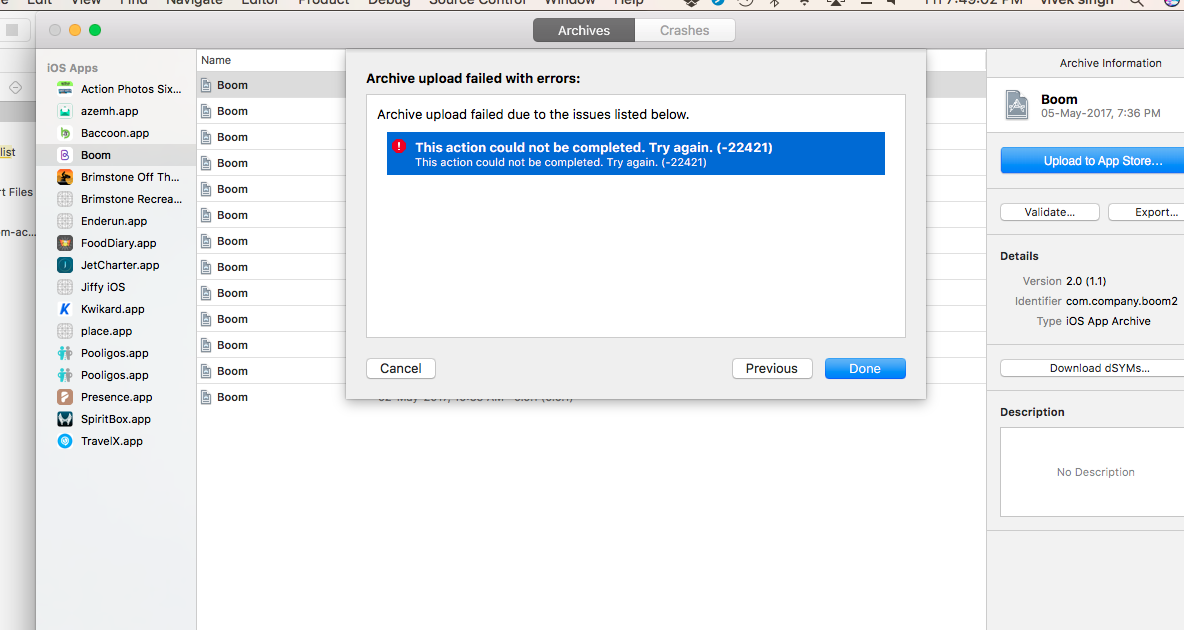 Edit View Find Navigate Editor Product Debug Source Control Window Help Fri 7:49:02 PM Vivek singh
Archives Crashes
iOS Apps
Action Photos Six...
azemh.app
Baccoon.app
Boom
Brimstone Off Th...
Brimstone Recrea...
Enderun.app
FoodDiary.app
JetCharter.app
Jiffy iOS
Kwikard.app
place.app
Pooligos.app
Pooligos.app
Presence.app
SpiritBox.app
TravelX.app
list
rt Files
m-ac...
Name
Boom
Boom
Boom
Boom
Boom
Boom
Boom
Boom
Boom
Boom
Boom
Boom
Boom
Archive upload failed with errors:
Archive upload failed due to the issues listed below.
This action could not be completed. Try again. (-22421)
This action could not be completed. Try again. (-22421)
Cancel Previous Done
Archive Information
Boom
05-May-2017, 7:36 PM
Upload to App Store...
Validate... Export...
Details
Version 2.0 (1.1)
Identifier com.company.boom2
Type iOS App Archive
Download dSYMs...
Description
No Description